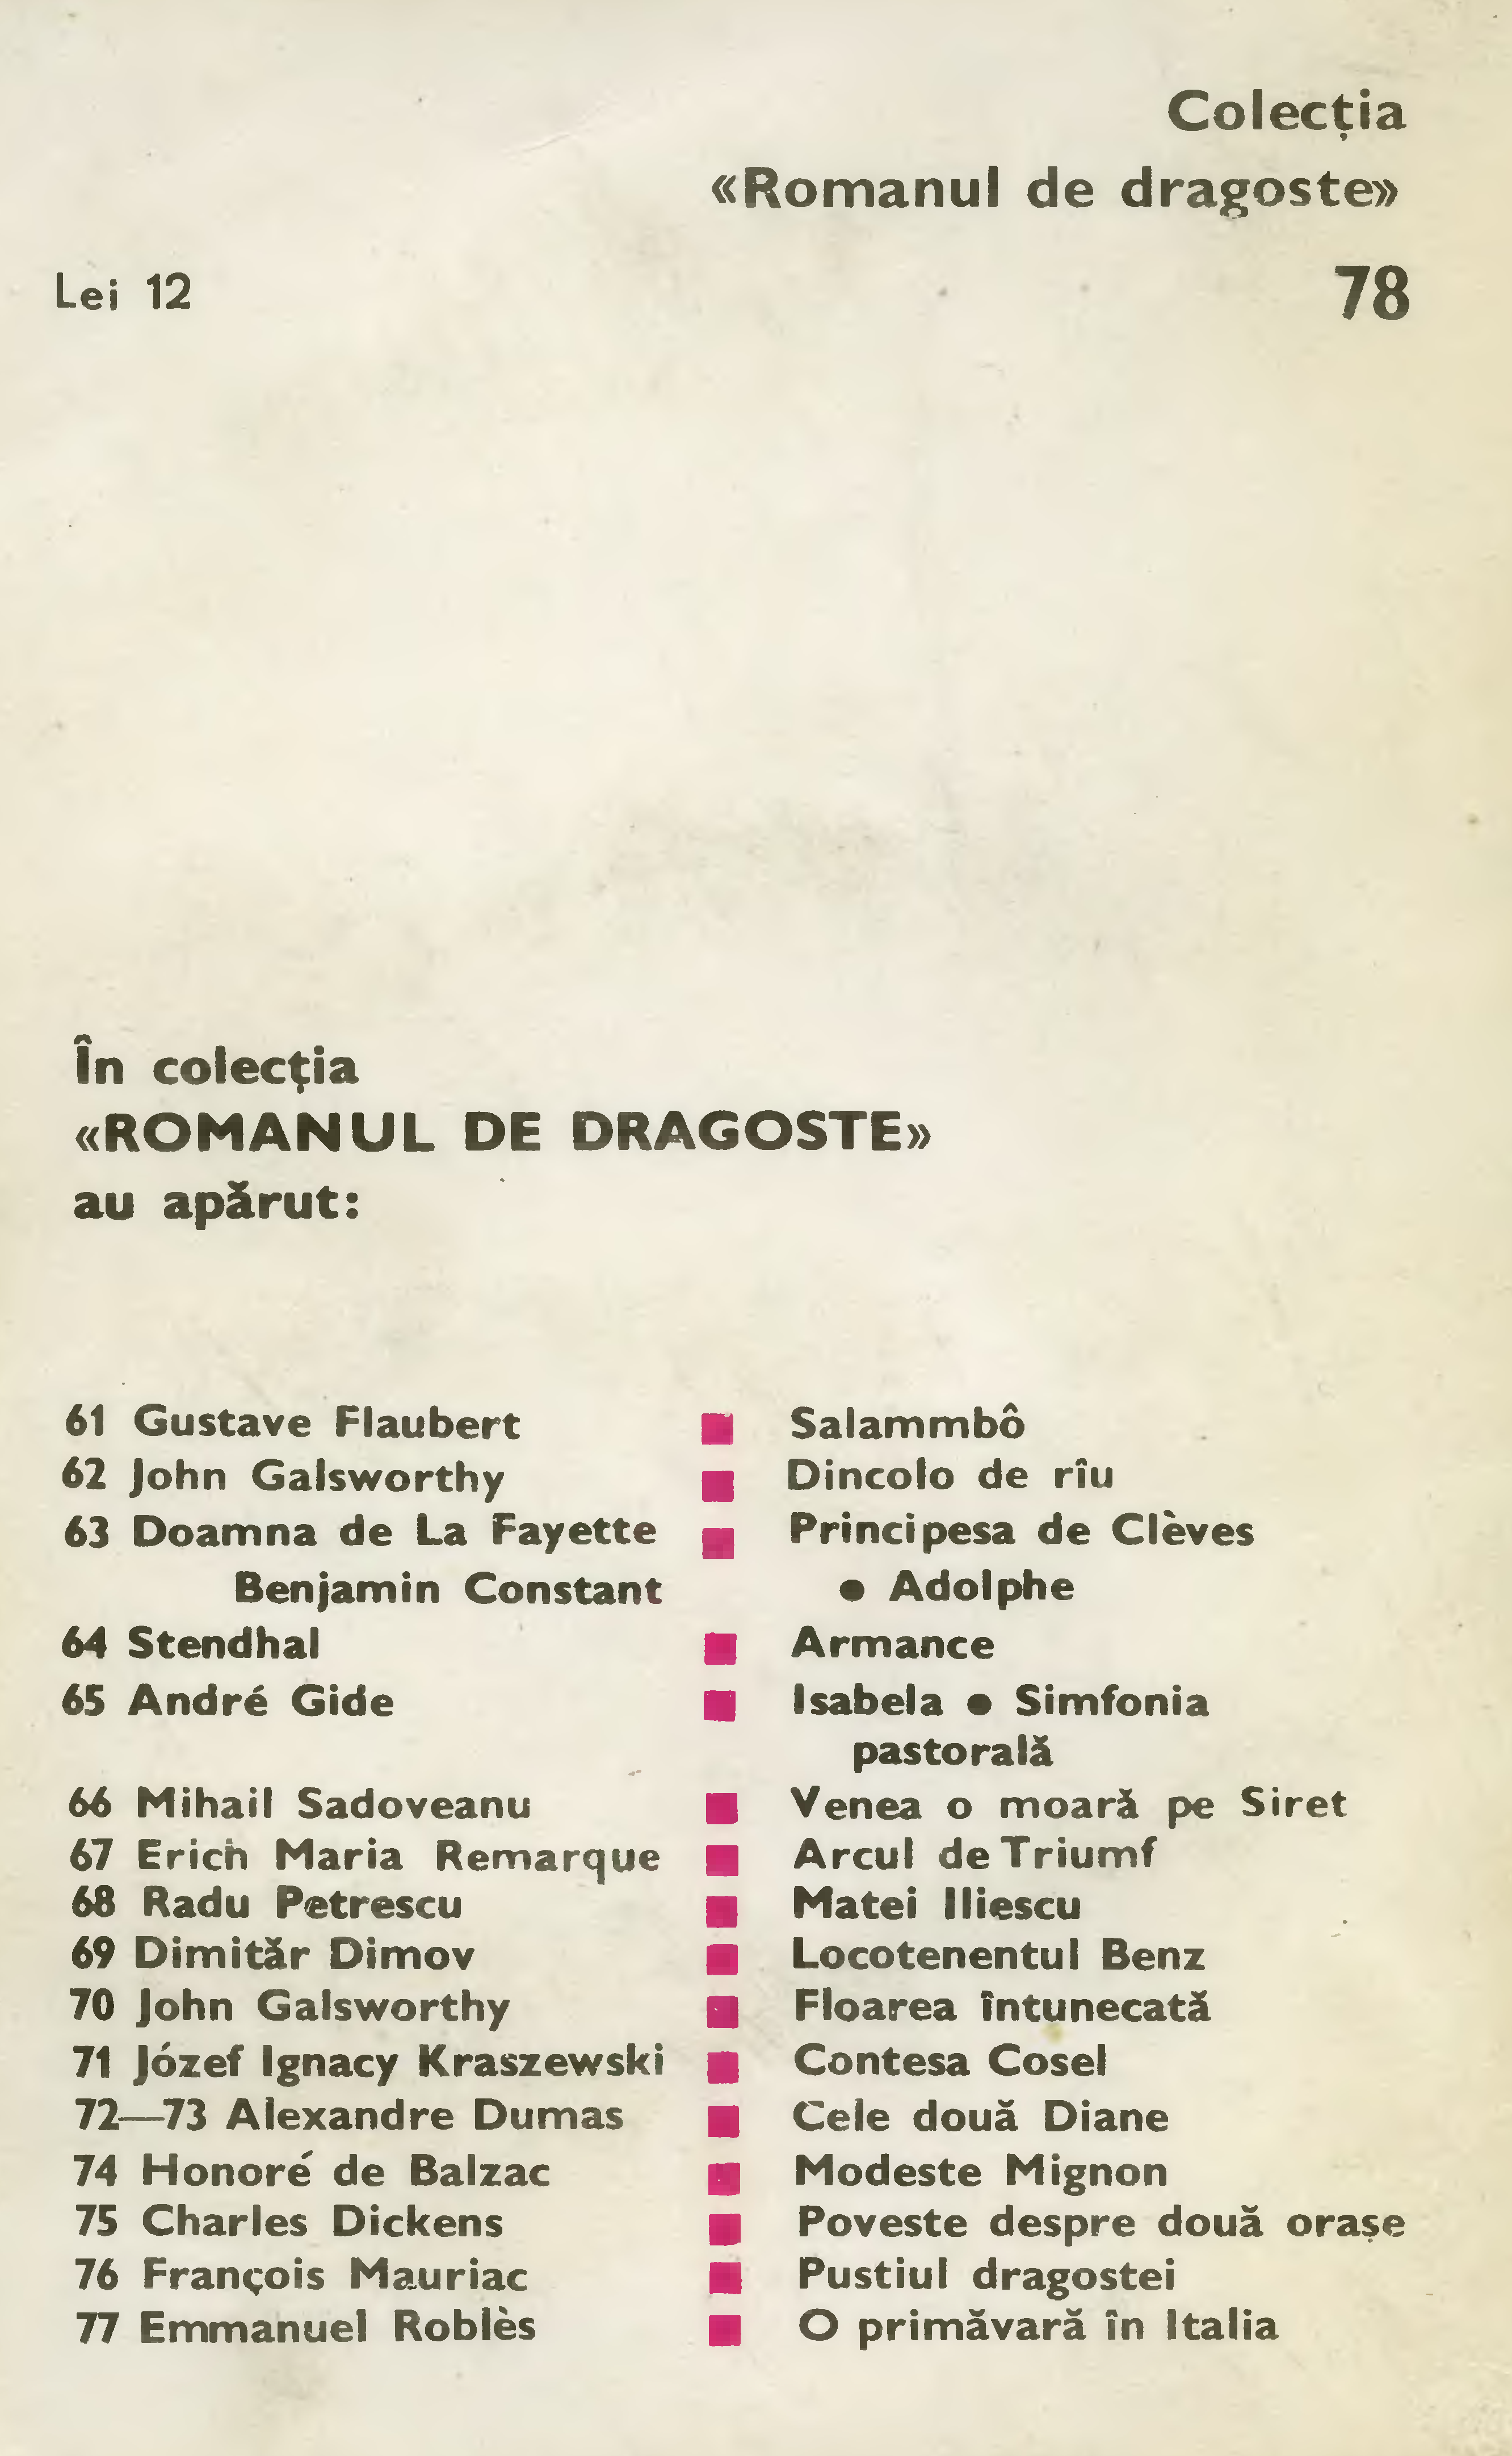 Colecția
«Romanul de dragoste»
Lei 12 78
În colecția
«ROMANUL DE DRAGOSTE»
au apărut:
61 Gustave Flaubert ■ Salammbô
62 John Galsworthy ■ Dincolo de rîu
63 Doamna de La Fayette ■ Principesa de Clèves
Benjamin Constant • Adolphe
64 Stendhal ■ Armance
65 André Gide ■ Isabela • Simfonia
pastorală
66 Mihail Sadoveanu ■ Venea o moară pe Siret
67 Erich Maria Remarque ■ Arcul de Triumf
68 Radu Petrescu ■ Matei Iliescu
69 Dimităr Dimov ■ Locotenentul Benz
70 John Galsworthy ■ Floarea întunecată
71 Józef Ignacy Kraszewski ■ Contesa Cosel
72—73 Alexandre Dumas ■ Cele două Diane
74 Honoré de Balzac ■ Modeste Mignon
75 Charles Dickens ■ Poveste despre două orașe
76 François Mauriac ■ Pustiul dragostei
77 Emmanuel Roblès ■ O primăvară în Italia